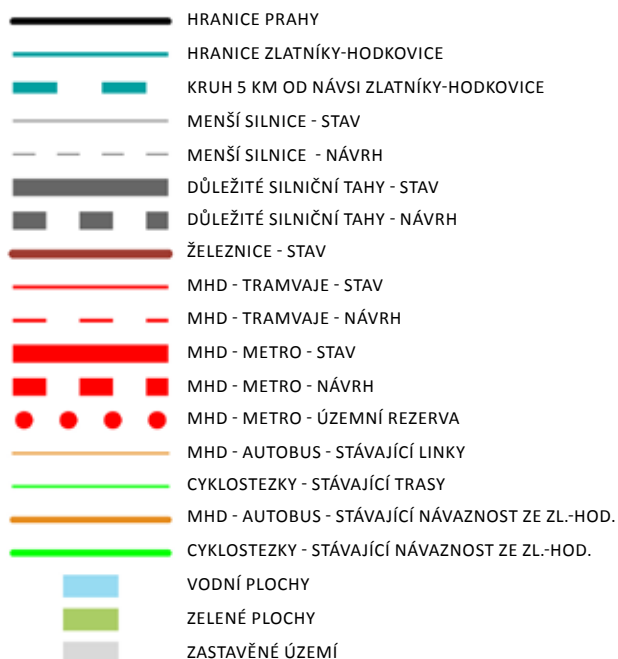 HRANICE PRAHY
HRANICE ZLATNÍKY-HODKOVICE
KRUH 5 KM OD NÁVSI ZLATNÍKY-HODKOVICE
MENŠÍ SILNICE - STAV
MENŠÍ SILNICE - NÁVRH
DŮLEŽITÉ SILNIČNÍ TAHY - STAV
DŮLEŽITÉ SILNIČNÍ TAHY - NÁVRH
ŽELEZNICE - STAV
MHD - TRAMVAJE - STAV
MHD - TRAMVAJE - NÁVRH
MHD - METRO - STAV
MHD - METRO - NÁVRH
MHD - METRO - ÚZEMNÍ REZERVA
MHD - AUTOBUS - STÁVAJÍCÍ LINKY
CYKLOSTEZKY - STÁVAJÍCÍ TRASY
MHD - AUTOBUS - STÁVAJÍCÍ NÁVAZNOST ZE ZL.-HOD.
CYKLOSTEZKY - STÁVAJÍCÍ NÁVAZNOST ZE ZL.-HOD.
VODNÍ PLOCHY
ZELENÉ PLOCHY
ZASTAVĚNÉ ÚZEMÍ